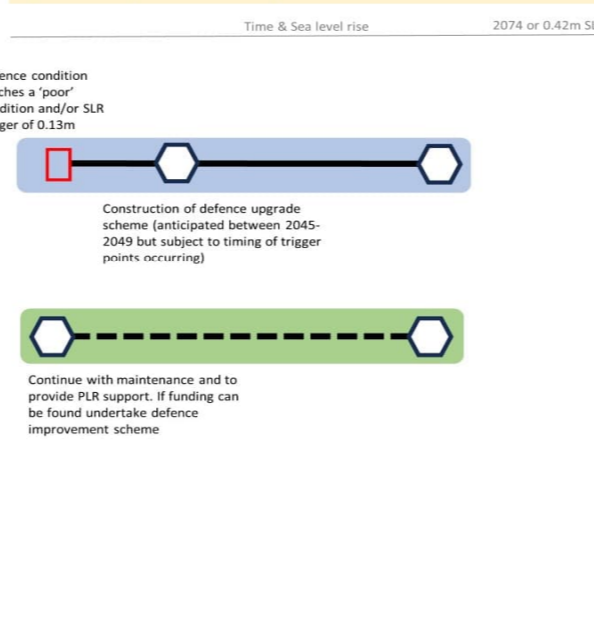 Time & Sea level rise
2074 or 0.42m
ence condition
ches a ‘poor’
dition and/or SLR
ger of 0.13m
Construction of defence upgrade
scheme (anticipated between 2045-
2049 but subject to timing of trigger
points occurring)
Continue with maintenance and to
provide PLR support. If funding can
be found undertake defence
improvement scheme